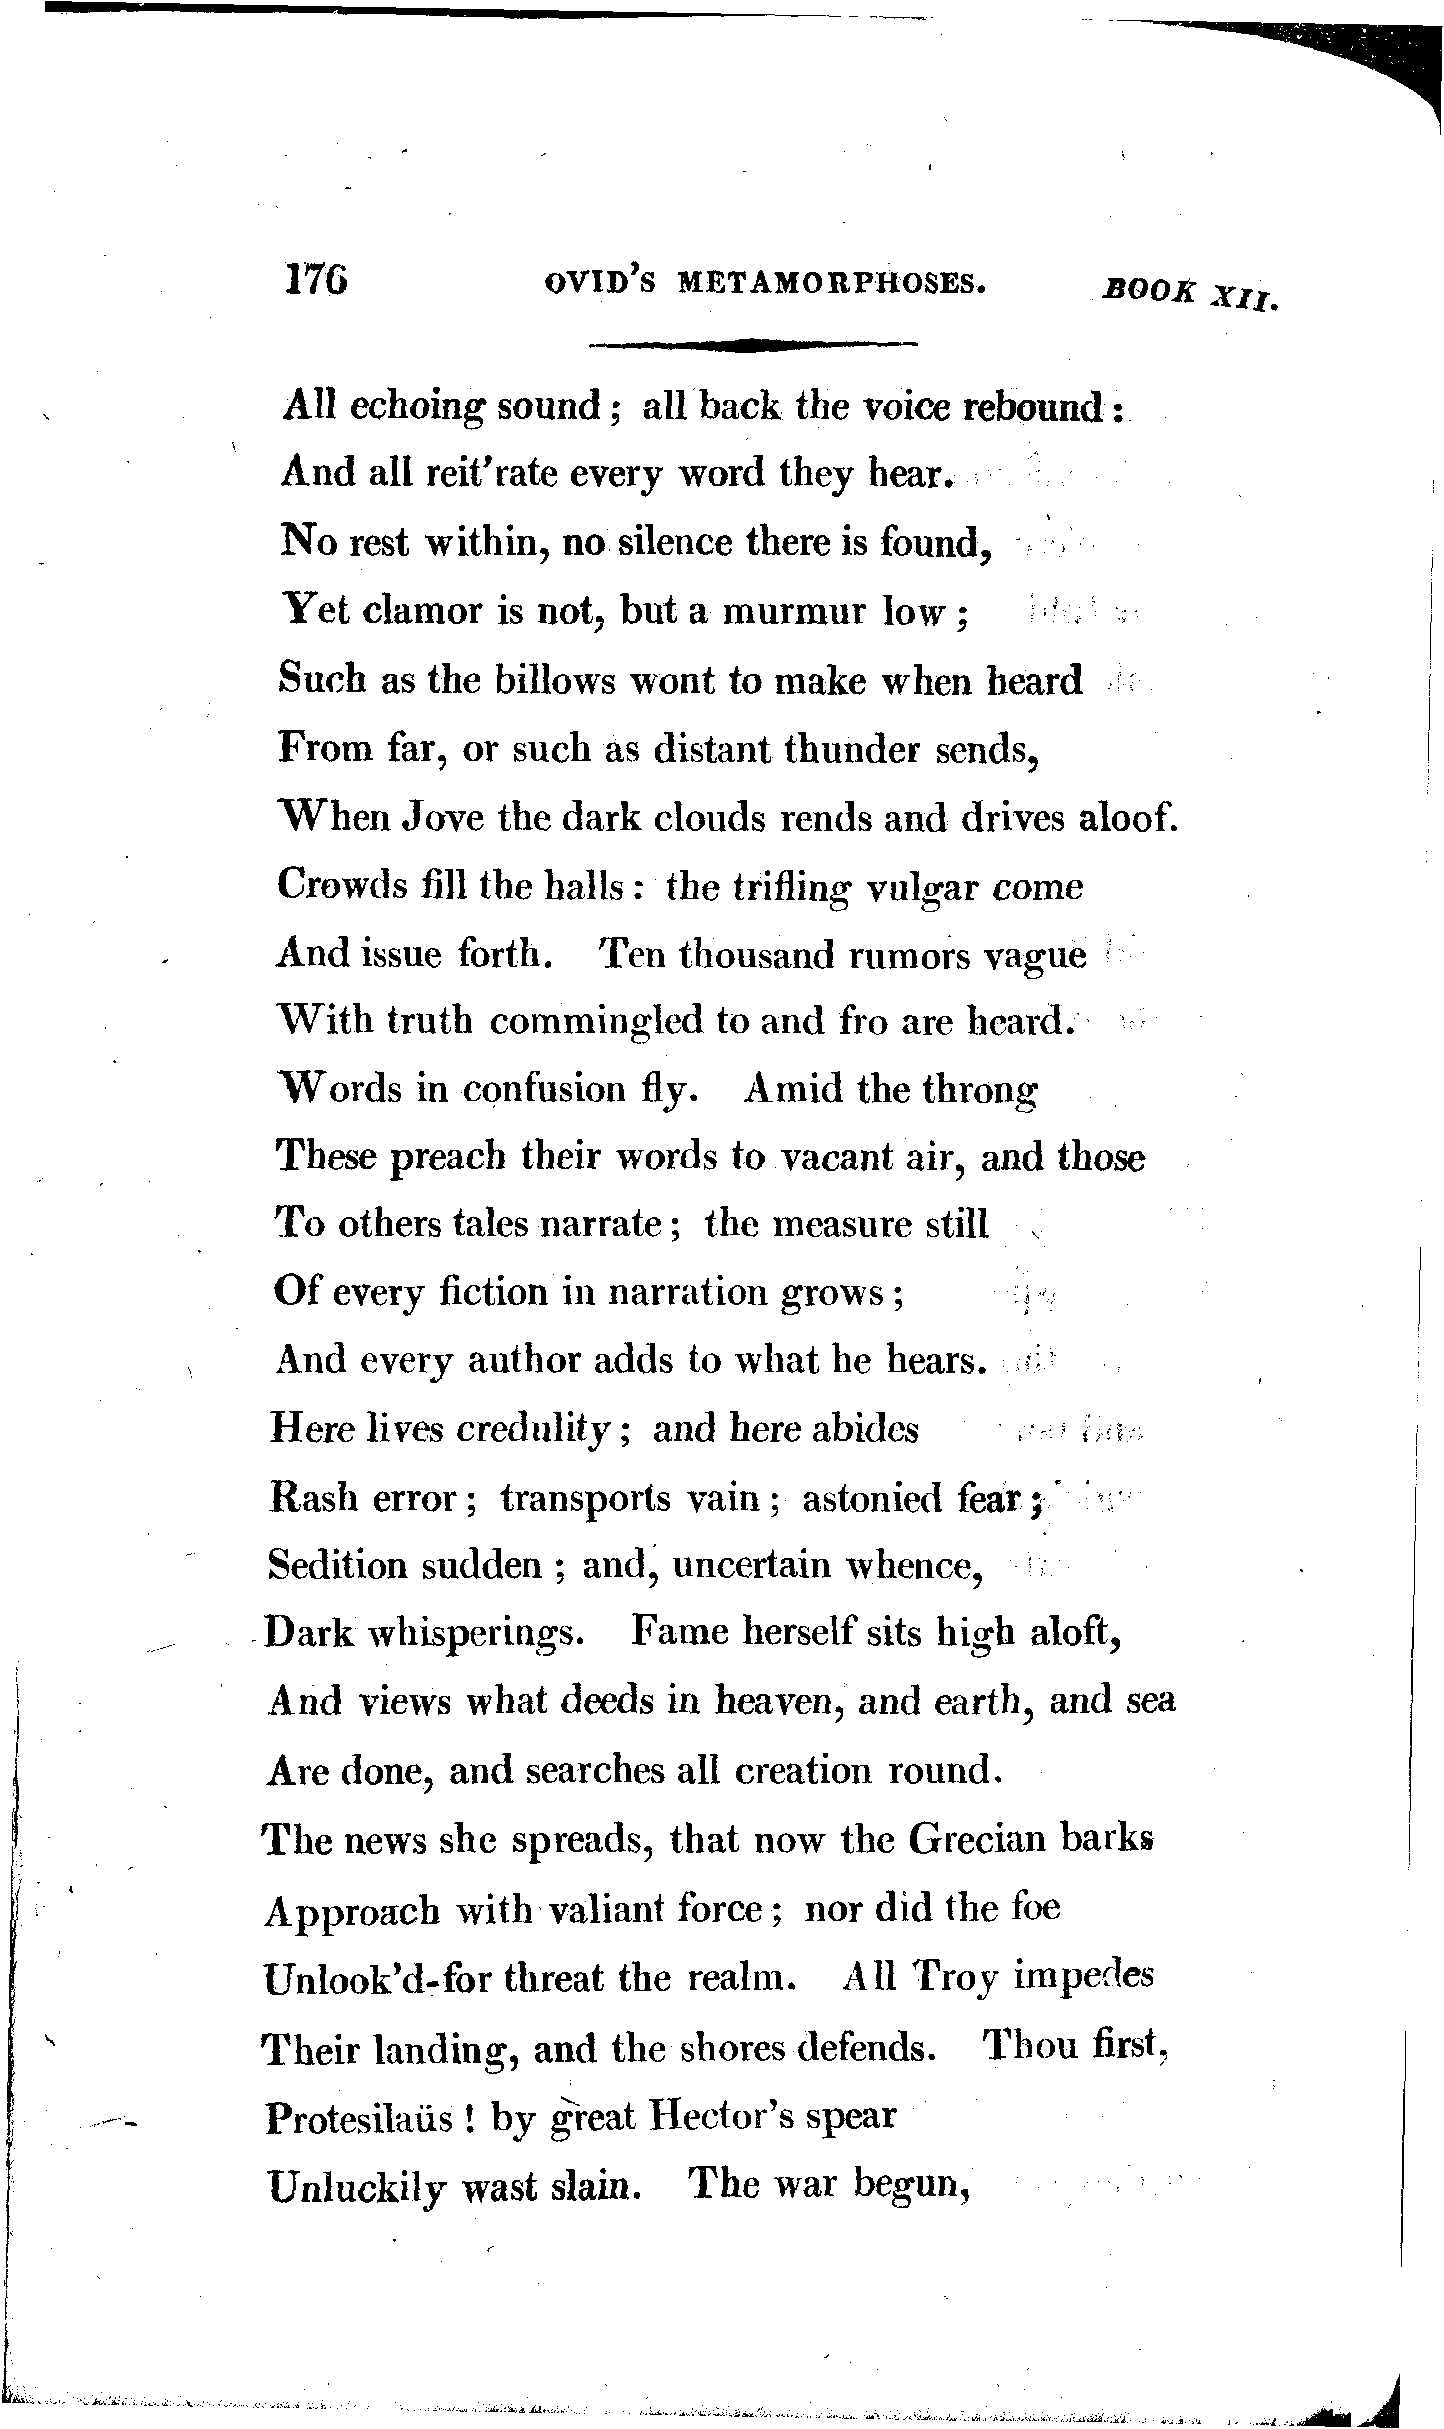 176 OVID'S METAMORPHOSES. BOOK XII.
All echoing sound; all back the voice rebound:
And all reit'rate every word they hear.
No rest within, no silence there is found,
Yet clamor is not, but a murmur low;
Such as the billows wont to make when heard
From far, or such as distant thunder sends,
When Jove the dark clouds rends and drives aloof.
Crowds fill the halls: the trifling vulgar come
And issue forth. Ten thousand rumors vague
With truth commingled to and fro are heard.
Words in confusion fly. Amid the throng
These preach their words to vacant air, and those
To others tales narrate; the measure still
Of every fiction in narration grows;
And every author adds to what he hears.
Here lives credulity; and here abides
Rash error; transports vain; astonied fear;
Sedition sudden; and, uncertain whence,
Dark whisperings. Fame herself sits high aloft,
And views what deeds in heaven, and earth, and sea
Are done, and searches all creation round.
The news she spreads, that now the Grecian barks
Approach with valiant force; nor did the foe
Unlook'd-for threat the realm. All Troy impedes
Their landing, and the shores defends. Thou first,
Protesilaüs! by great Hector's spear
Unluckily wast slain. The war begun,